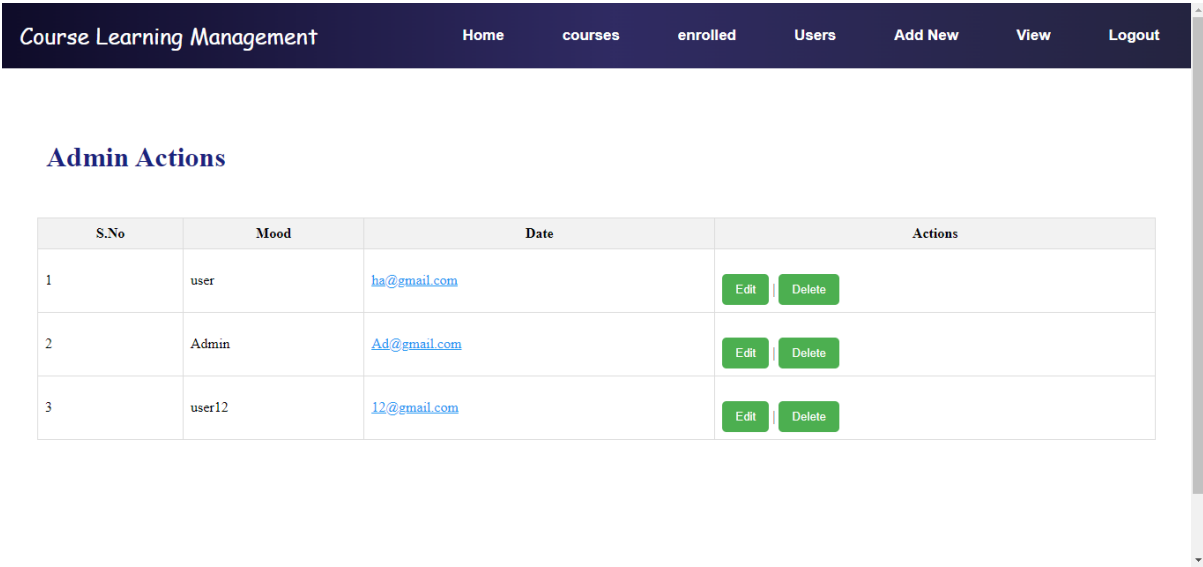 Course Learning Management Home courses enrolled Users Add New View Logout
Admin Actions
S.No Mood Date Actions
1 user ha@gmail.com Edit | Delete
2 Admin Ad@gmail.com Edit | Delete
3 user12 12@gmail.com Edit | Delete